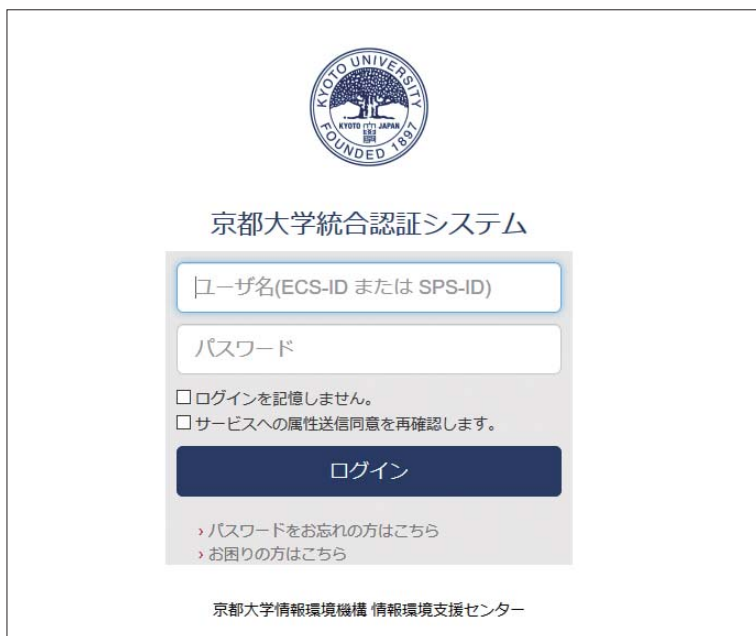 KYOTO UNIVERSITY
KYOTO JAPAN
FOUNDED 1897
京都大学統合認証システム
ユーザ名(ECS-ID または SPS-ID)
パスワード
ログインを記憶しません。
サービスへの属性送信同意を再確認します。
ログイン
› パスワードをお忘れの方はこちら
› お困りの方はこちら
京都大学情報環境機構 情報環境支援センター